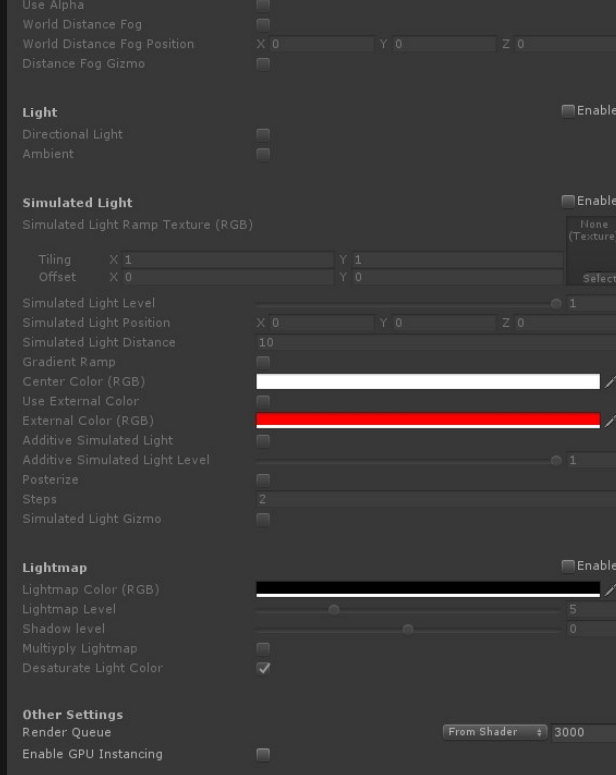 Use Alpha
World Distance Fog
World Distance Fog Position X 0 Y 0 Z 0
Distance Fog Gizmo
Light Enable
Directional Light
Ambient
Simulated Light Enable
Simulated Light Ramp Texture (RGB) None
(Texture
Tiling X 1 Y 1
Offset X 0 Y 0 Select
Simulated Light Level 1
Simulated Light Position X 0 Y 0 Z 0
Simulated Light Distance 10
Gradient Ramp
Center Color (RGB)
Use External Color
External Color (RGB)
Additive Simulated Light
Additive Simulated Light Level 1
Posterize
Steps 2
Simulated Light Gizmo
Lightmap Enable
Lightmap Color (RGB)
Lightmap Level 5
Shadow level 0
Multiyply Lightmap
Desaturate Light Color
Other Settings
Render Queue From Shader 3000
Enable GPU Instancing